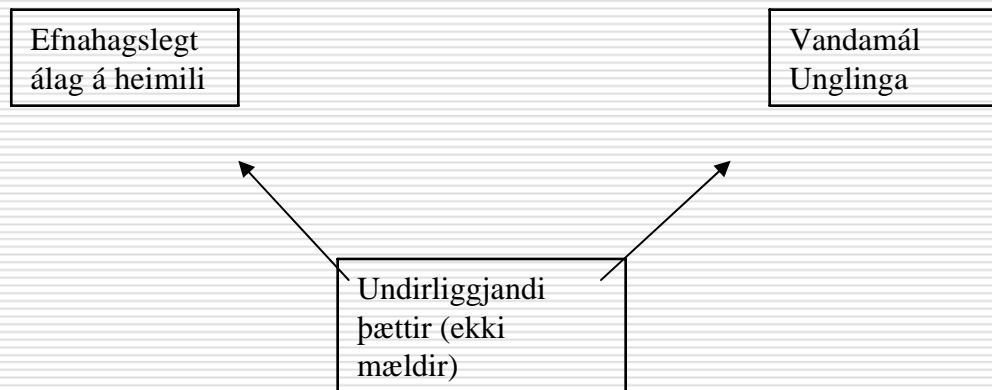 Efnahagslegt
álag á heimili
Vandamál
Unglinga
Undirliggjandi
þættir (ekki
mældir)